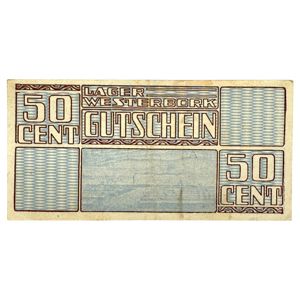 50
CENT
LAGER
WESTERBORK
GUTSCHEIN
50
CENT